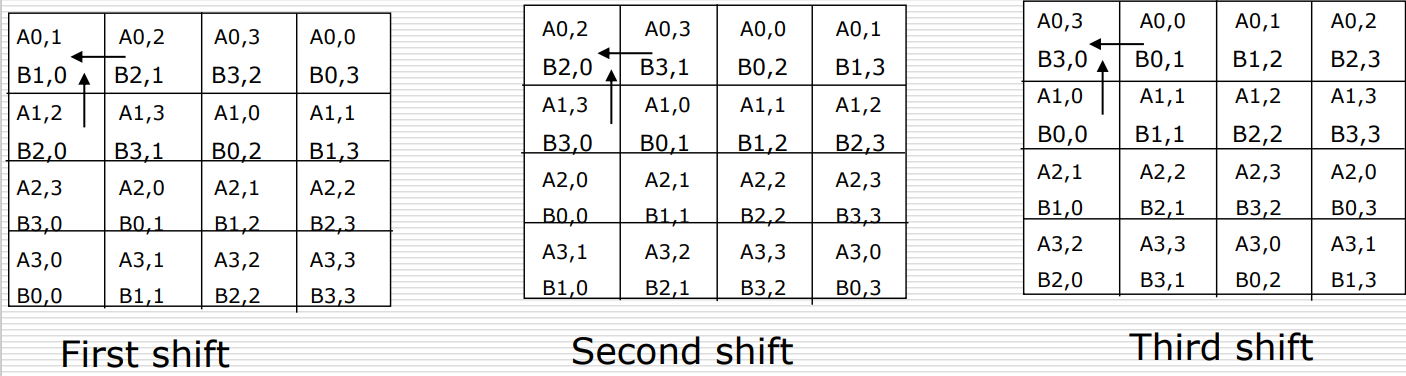 A0,1 A0,2 A0,3 A0,0
B1,0 B2,1 B3,2 B0,3
A1,2 A1,3 A1,0 A1,1
B2,0 B3,1 B0,2 B1,3
A2,3 A2,0 A2,1 A2,2
B3,0 B0,1 B1,2 B2,3
A3,0 A3,1 A3,2 A3,3
B0,0 B1,1 B2,2 B3,3
First shift
A0,2 A0,3 A0,0 A0,1
B2,0 B3,1 B0,2 B1,3
A1,3 A1,0 A1,1 A1,2
B3,0 B0,1 B1,2 B2,3
A2,0 A2,1 A2,2 A2,3
B0,0 B1,1 B2,2 B3,3
A3,1 A3,2 A3,3 A3,0
B1,0 B2,1 B3,2 B0,3
Second shift
A0,3 A0,0 A0,1 A0,2
B3,0 B0,1 B1,2 B2,3
A1,0 A1,1 A1,2 A1,3
B0,0 B1,1 B2,2 B3,3
A2,1 A2,2 A2,3 A2,0
B1,0 B2,1 B3,2 B0,3
A3,2 A3,3 A3,0 A3,1
B2,0 B3,1 B0,2 B1,3
Third shift